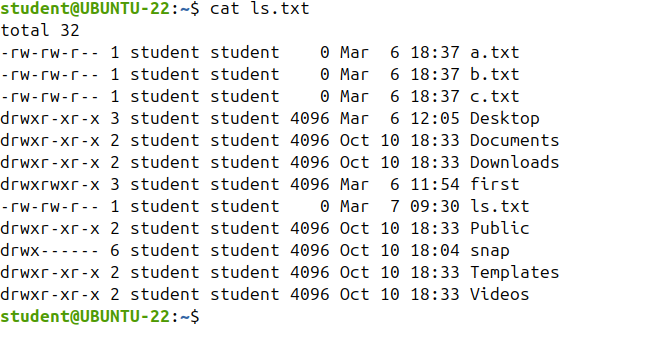 student@UBUNTU-22:~$ cat ls.txt
total 32
-rw-rw-r-- 1 student student    0 Mar  6 18:37 a.txt
-rw-rw-r-- 1 student student    0 Mar  6 18:37 b.txt
-rw-rw-r-- 1 student student    0 Mar  6 18:37 c.txt
drwxr-xr-x 3 student student 4096 Mar  6 12:05 Desktop
drwxr-xr-x 2 student student 4096 Oct 10 18:33 Documents
drwxr-xr-x 2 student student 4096 Oct 10 18:33 Downloads
drwxrwxr-x 3 student student 4096 Mar  6 11:54 first
-rw-rw-r-- 1 student student    0 Mar  7 09:30 ls.txt
drwxr-xr-x 2 student student 4096 Oct 10 18:33 Public
drwx------ 6 student student 4096 Oct 10 18:04 snap
drwxr-xr-x 2 student student 4096 Oct 10 18:33 Templates
drwxr-xr-x 2 student student 4096 Oct 10 18:33 Videos
student@UBUNTU-22:~$